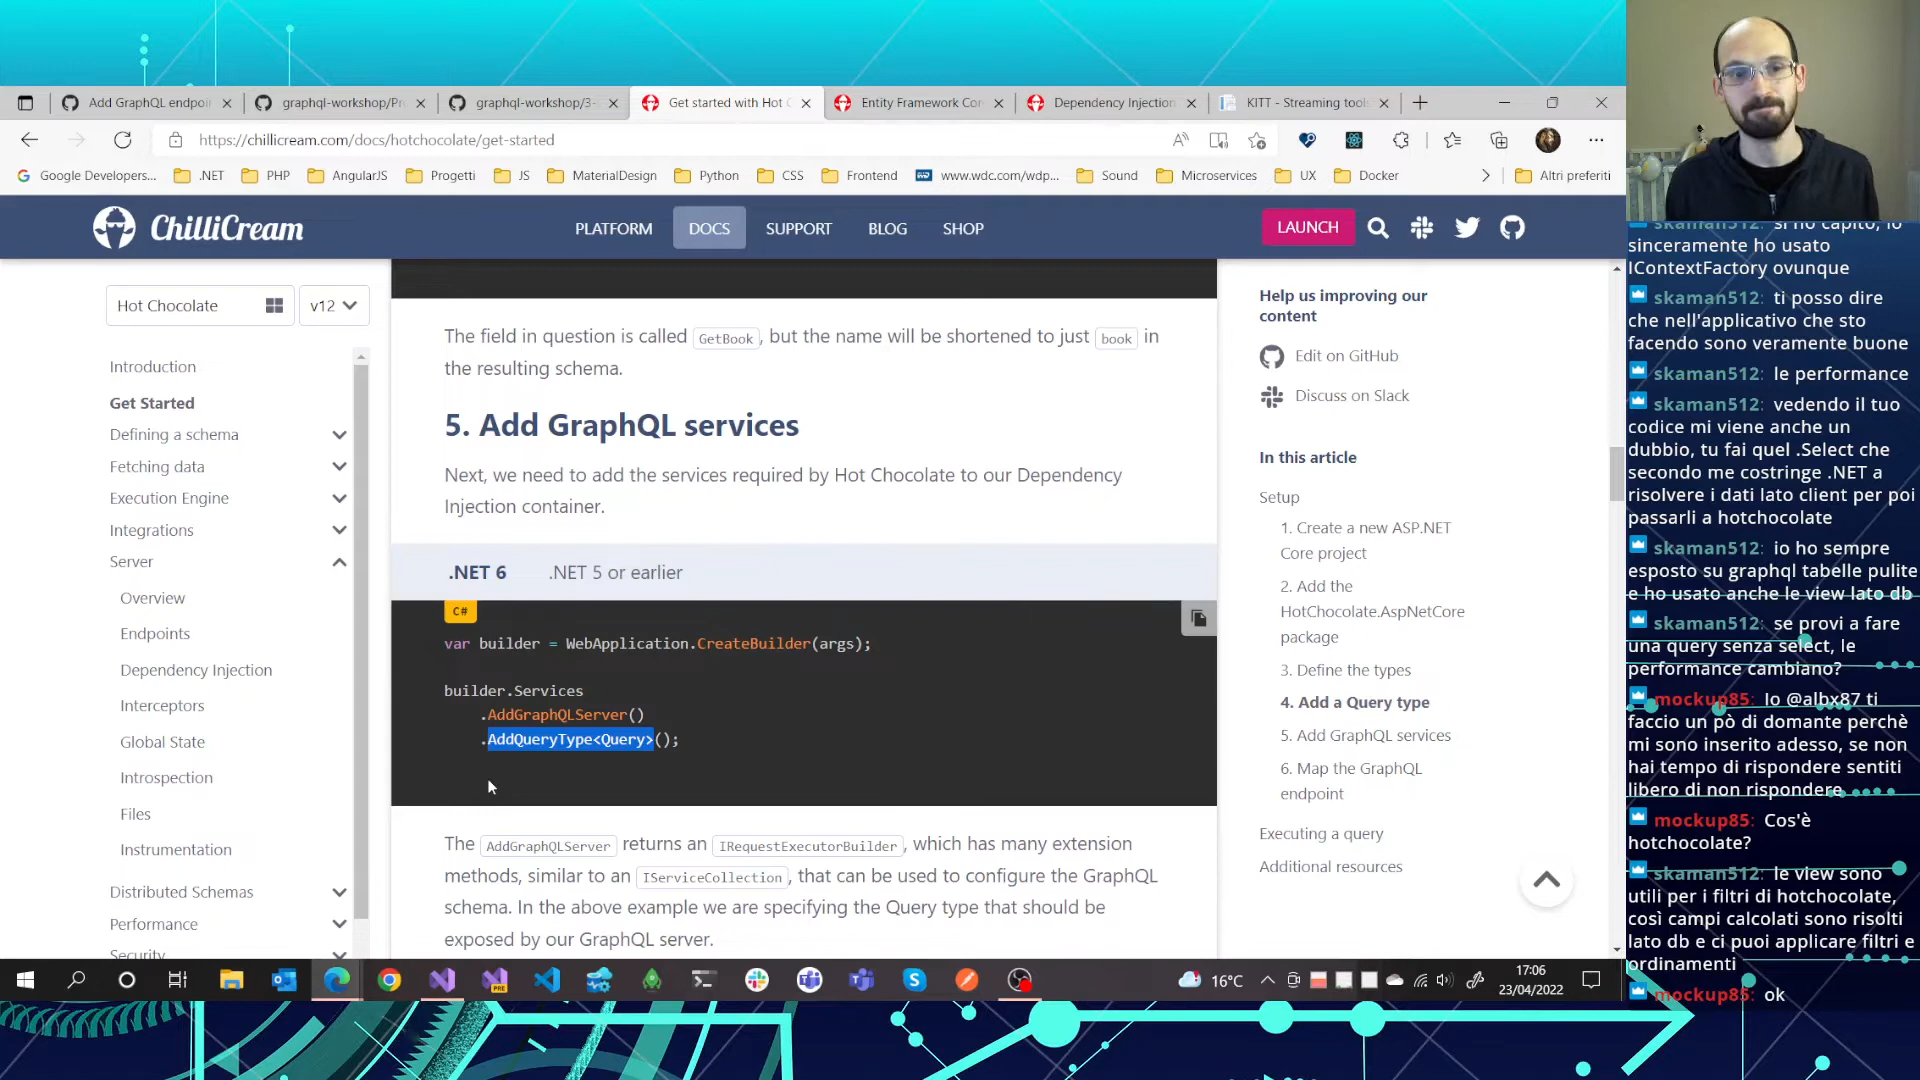 Add GraphQL endpoi
graphql-workshop/Pr
graphql-workshop/3-
Get started with Hot C
Entity Framework Cor
Dependency Injection
KITT - Streaming tools
https://chillicream.com/docs/hotchocolate/get-started
Google Developers...
.NET
PHP
AngularJS
Progetti
JS
MaterialDesign
Python
CSS
Frontend
www.wdc.com/wdp...
Sound
Microservices
UX
Docker
Altri preferiti
ChilliCream
PLATFORM
DOCS
SUPPORT
BLOG
SHOP
LAUNCH
Hot Chocolate
v12
Introduction
Get Started
Defining a schema
Fetching data
Execution Engine
Integrations
Server
Overview
Endpoints
Dependency Injection
Interceptors
Global State
Introspection
Files
Instrumentation
Distributed Schemas
Performance
Security
The field in question is called GetBook, but the name will be shortened to just book in
the resulting schema.
5. Add GraphQL services
Next, we need to add the services required by Hot Chocolate to our Dependency
Injection container.
.NET 6
.NET 5 or earlier
C#
var builder = WebApplication.CreateBuilder(args);
builder.Services
.AddGraphQLServer()
.AddQueryType<Query>();
The AddGraphQLServer returns an IRequestExecutorBuilder, which has many extension
methods, similar to an IServiceCollection, that can be used to configure the GraphQL
schema. In the above example we are specifying the Query type that should be
exposed by our GraphQL server.
Help us improving our
content
Edit on GitHub
Discuss on Slack
In this article
Setup
1. Create a new ASP.NET
Core project
2. Add the
HotChocolate.AspNetCore
package
3. Define the types
4. Add a Query type
5. Add GraphQL services
6. Map the GraphQL
endpoint
Executing a query
Additional resources
PRE
16°C
17:06
23/04/2022
skaman512: si ho capito, io
sinceramente ho usato
IContextFactory ovunque
skaman512: ti posso dire
che nell'applicativo che sto
facendo sono veramente buone
skaman512: le performance
skaman512: vedendo il tuo
codice mi viene anche un
dubbio, tu fai quel .Select che
secondo me costringe .NET a
risolvere i dati lato client per poi
passarli a hotchocolate
skaman512: io ho sempre
esposto su graphql tabelle pulite
e ho usato anche le view lato db
skaman512: se provi a fare
una query senza select, le
performance cambiano?
mockup85: Io @albx87 ti
faccio un pò di domante perchè
mi sono inserito adesso, se non
hai tempo di rispondere sentiti
libero di non rispondere
mockup85: Cos'è
hotchocolate?
skaman512: le view sono
utili per i filtri di hotchocolate,
così campi calcolati sono risolti
lato db e ci puoi applicare filtri e
ordinamenti
mockup85: ok